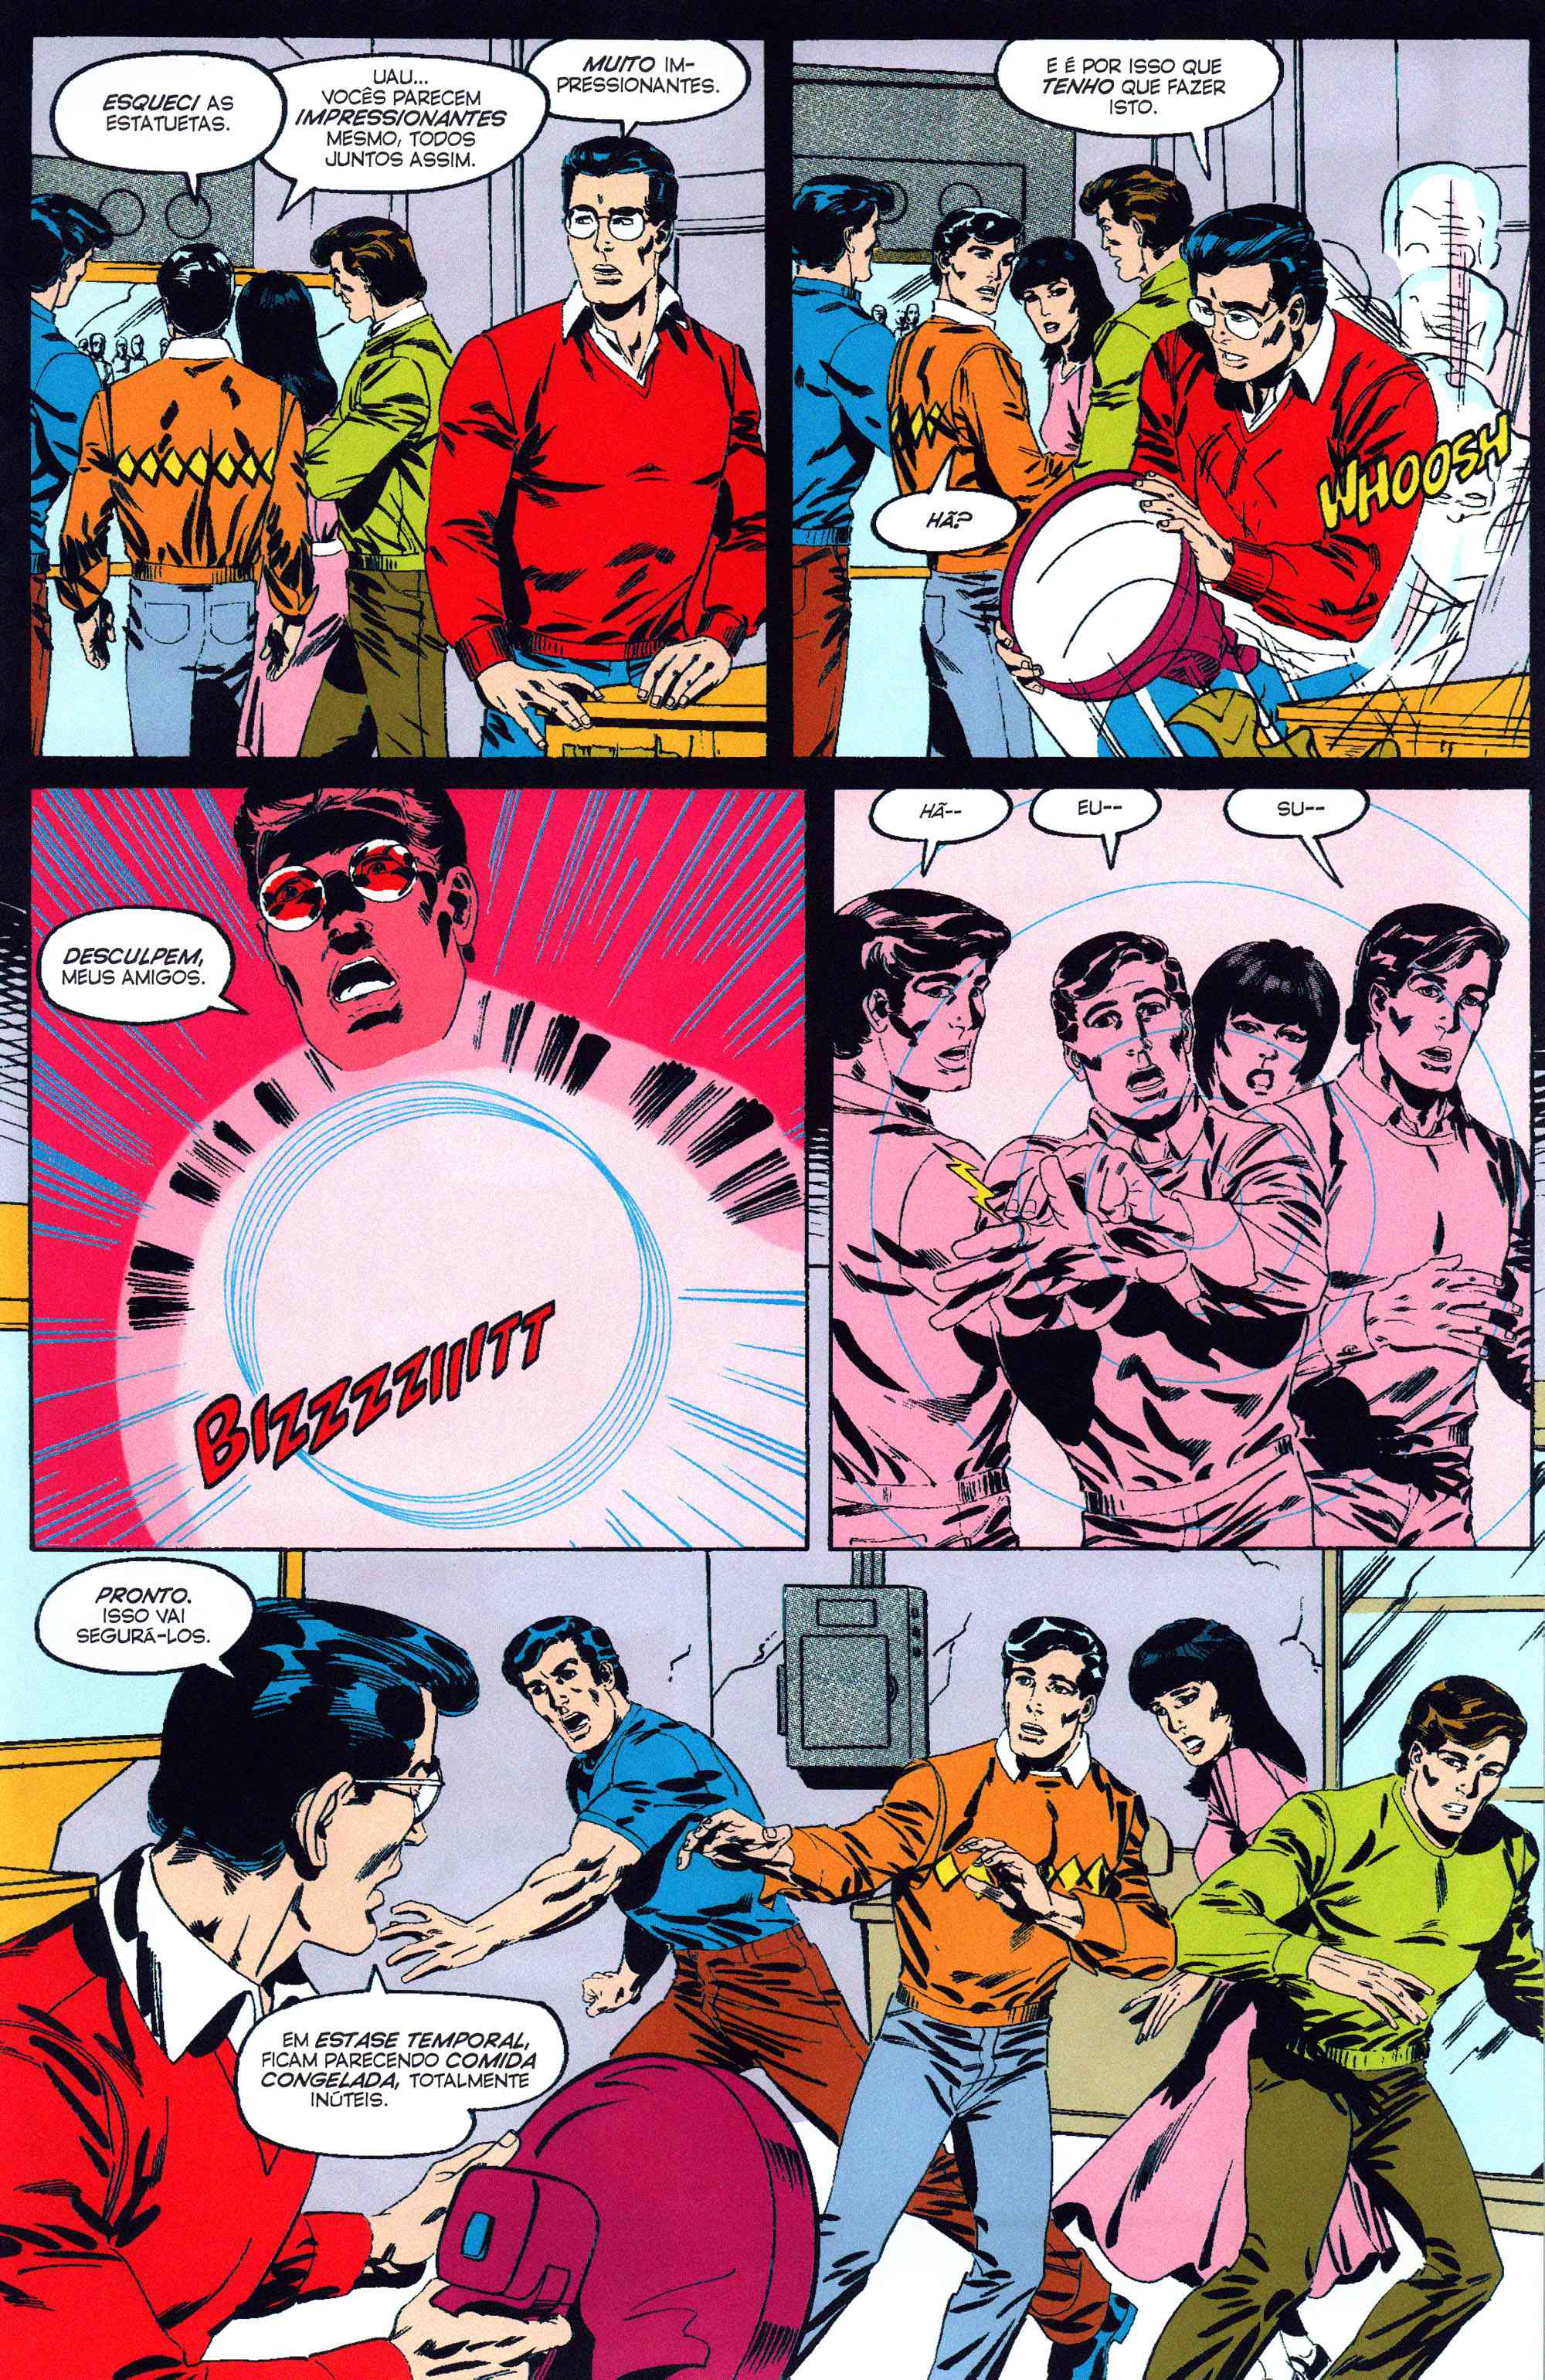 ESQUECI AS
ESTATUETAS.
UAU...
VOCÊS PARECEM
IMPRESSIONANTES
MESMO, TODOS
JUNTOS ASSIM.
MUITO IM-
PRESSIONANTES.
E É POR ISSO QUE
TENHO QUE FAZER
ISTO.
HÃ?
WHOOSH
DESCULPEM,
MEUS AMIGOS.
BIZZZZIIITT
HÃ--
EU--
SU--
PRONTO.
ISSO VAI
SEGURÁ-LOS.
EM ESTASE TEMPORAL,
FICAM PARECENDO COMIDA
CONGELADA, TOTALMENTE
INÚTEIS.